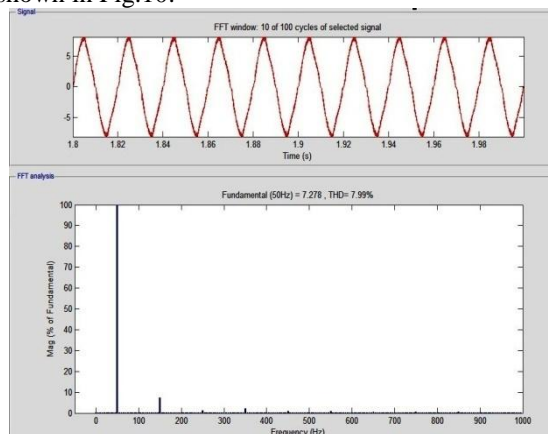 shown in Fig.10.
Signal
FFT window: 10 of 100 cycles of selected signal
5
0
-5
1.8 1.82 1.84 1.86 1.88 1.9 1.92 1.94 1.96 1.98
Time (s)
FFT analysis
Fundamental (50Hz) = 7.278 , THD= 7.99%
100
90
80
70
60
50
40
30
20
10
0
Mag (% of Fundamental)
0 100 200 300 400 500 600 700 800 900 1000
Frequency (Hz)